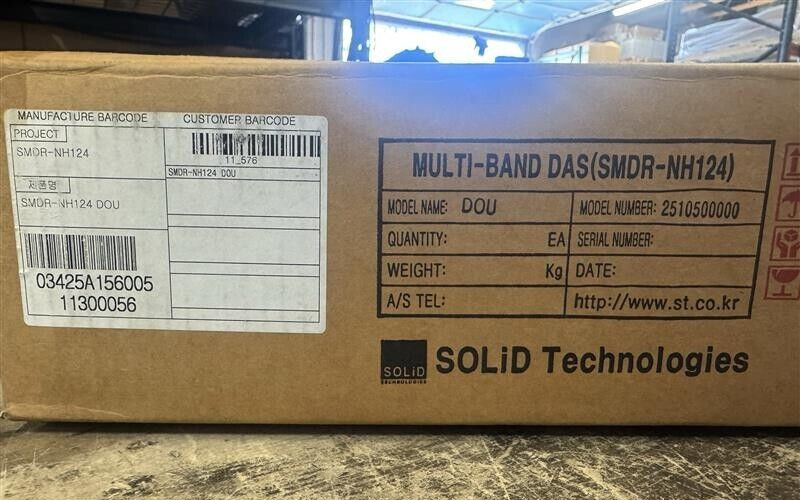 MANUFACTURE BARCODE
CUSTOMER BARCODE
PROJECT
SMDR-NH124
11_576
SMDR-NH124 DOU
제품명
SMDR-NH124 DOU
03425A156005
11300056
MULTI-BAND DAS(SMDR-NH124)
MODEL NAME: DOU
MODEL NUMBER: 2510500000
QUANTITY: EA
SERIAL NUMBER:
WEIGHT: Kg
DATE:
A/S TEL:
http://www.st.co.kr
SOLiD TECHNOLOGIES
SOLiD Technologies